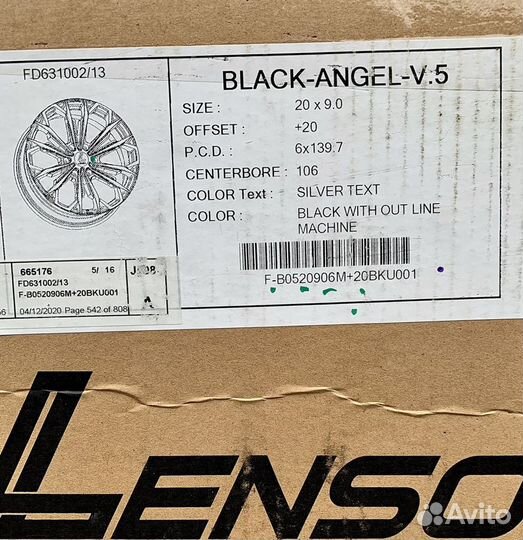 FD631002/13
BLACK-ANGEL-V.5
SIZE : 20 x 9.0
OFFSET : +20
P.C.D. : 6x139.7
CENTERBORE : 106
COLOR Text : SILVER TEXT
COLOR : BLACK WITH OUT LINE
MACHINE
F-B0520906M+20BKU001
665176 5/ 16
FD631002/13
F-B0520906M+20BKU001
04/12/2020 Page 542 of 808
A
LENSO
Avito